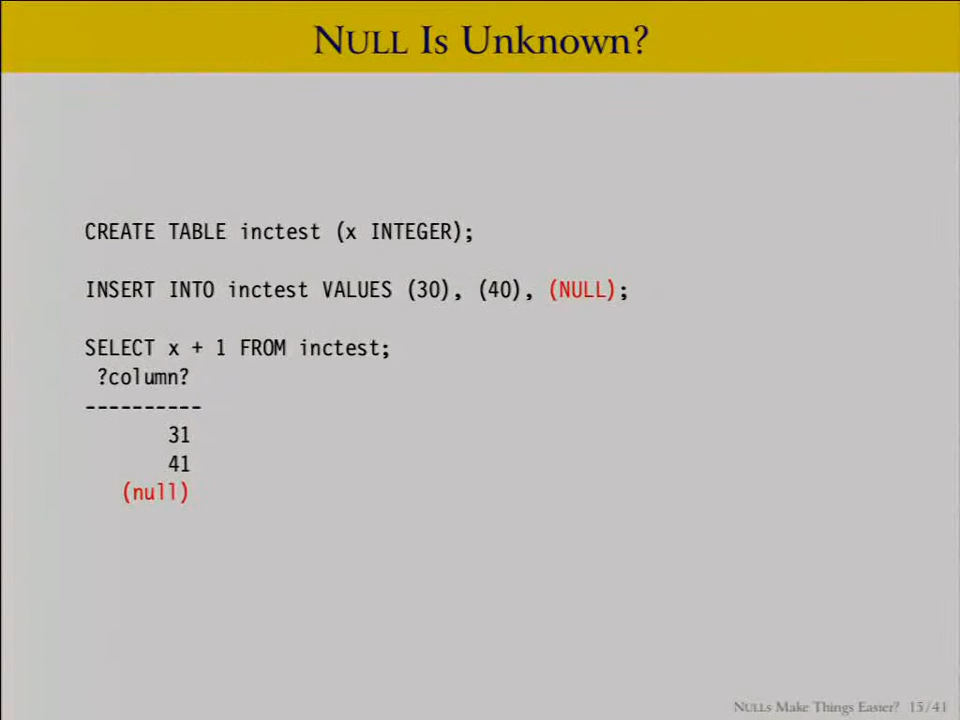 NULL Is Unknown?
CREATE TABLE inctest (x INTEGER);
INSERT INTO inctest VALUES (30), (40), (NULL);
SELECT x + 1 FROM inctest;
?column?
----------
31
41
(null)
NULLs Make Things Easier? 15/41